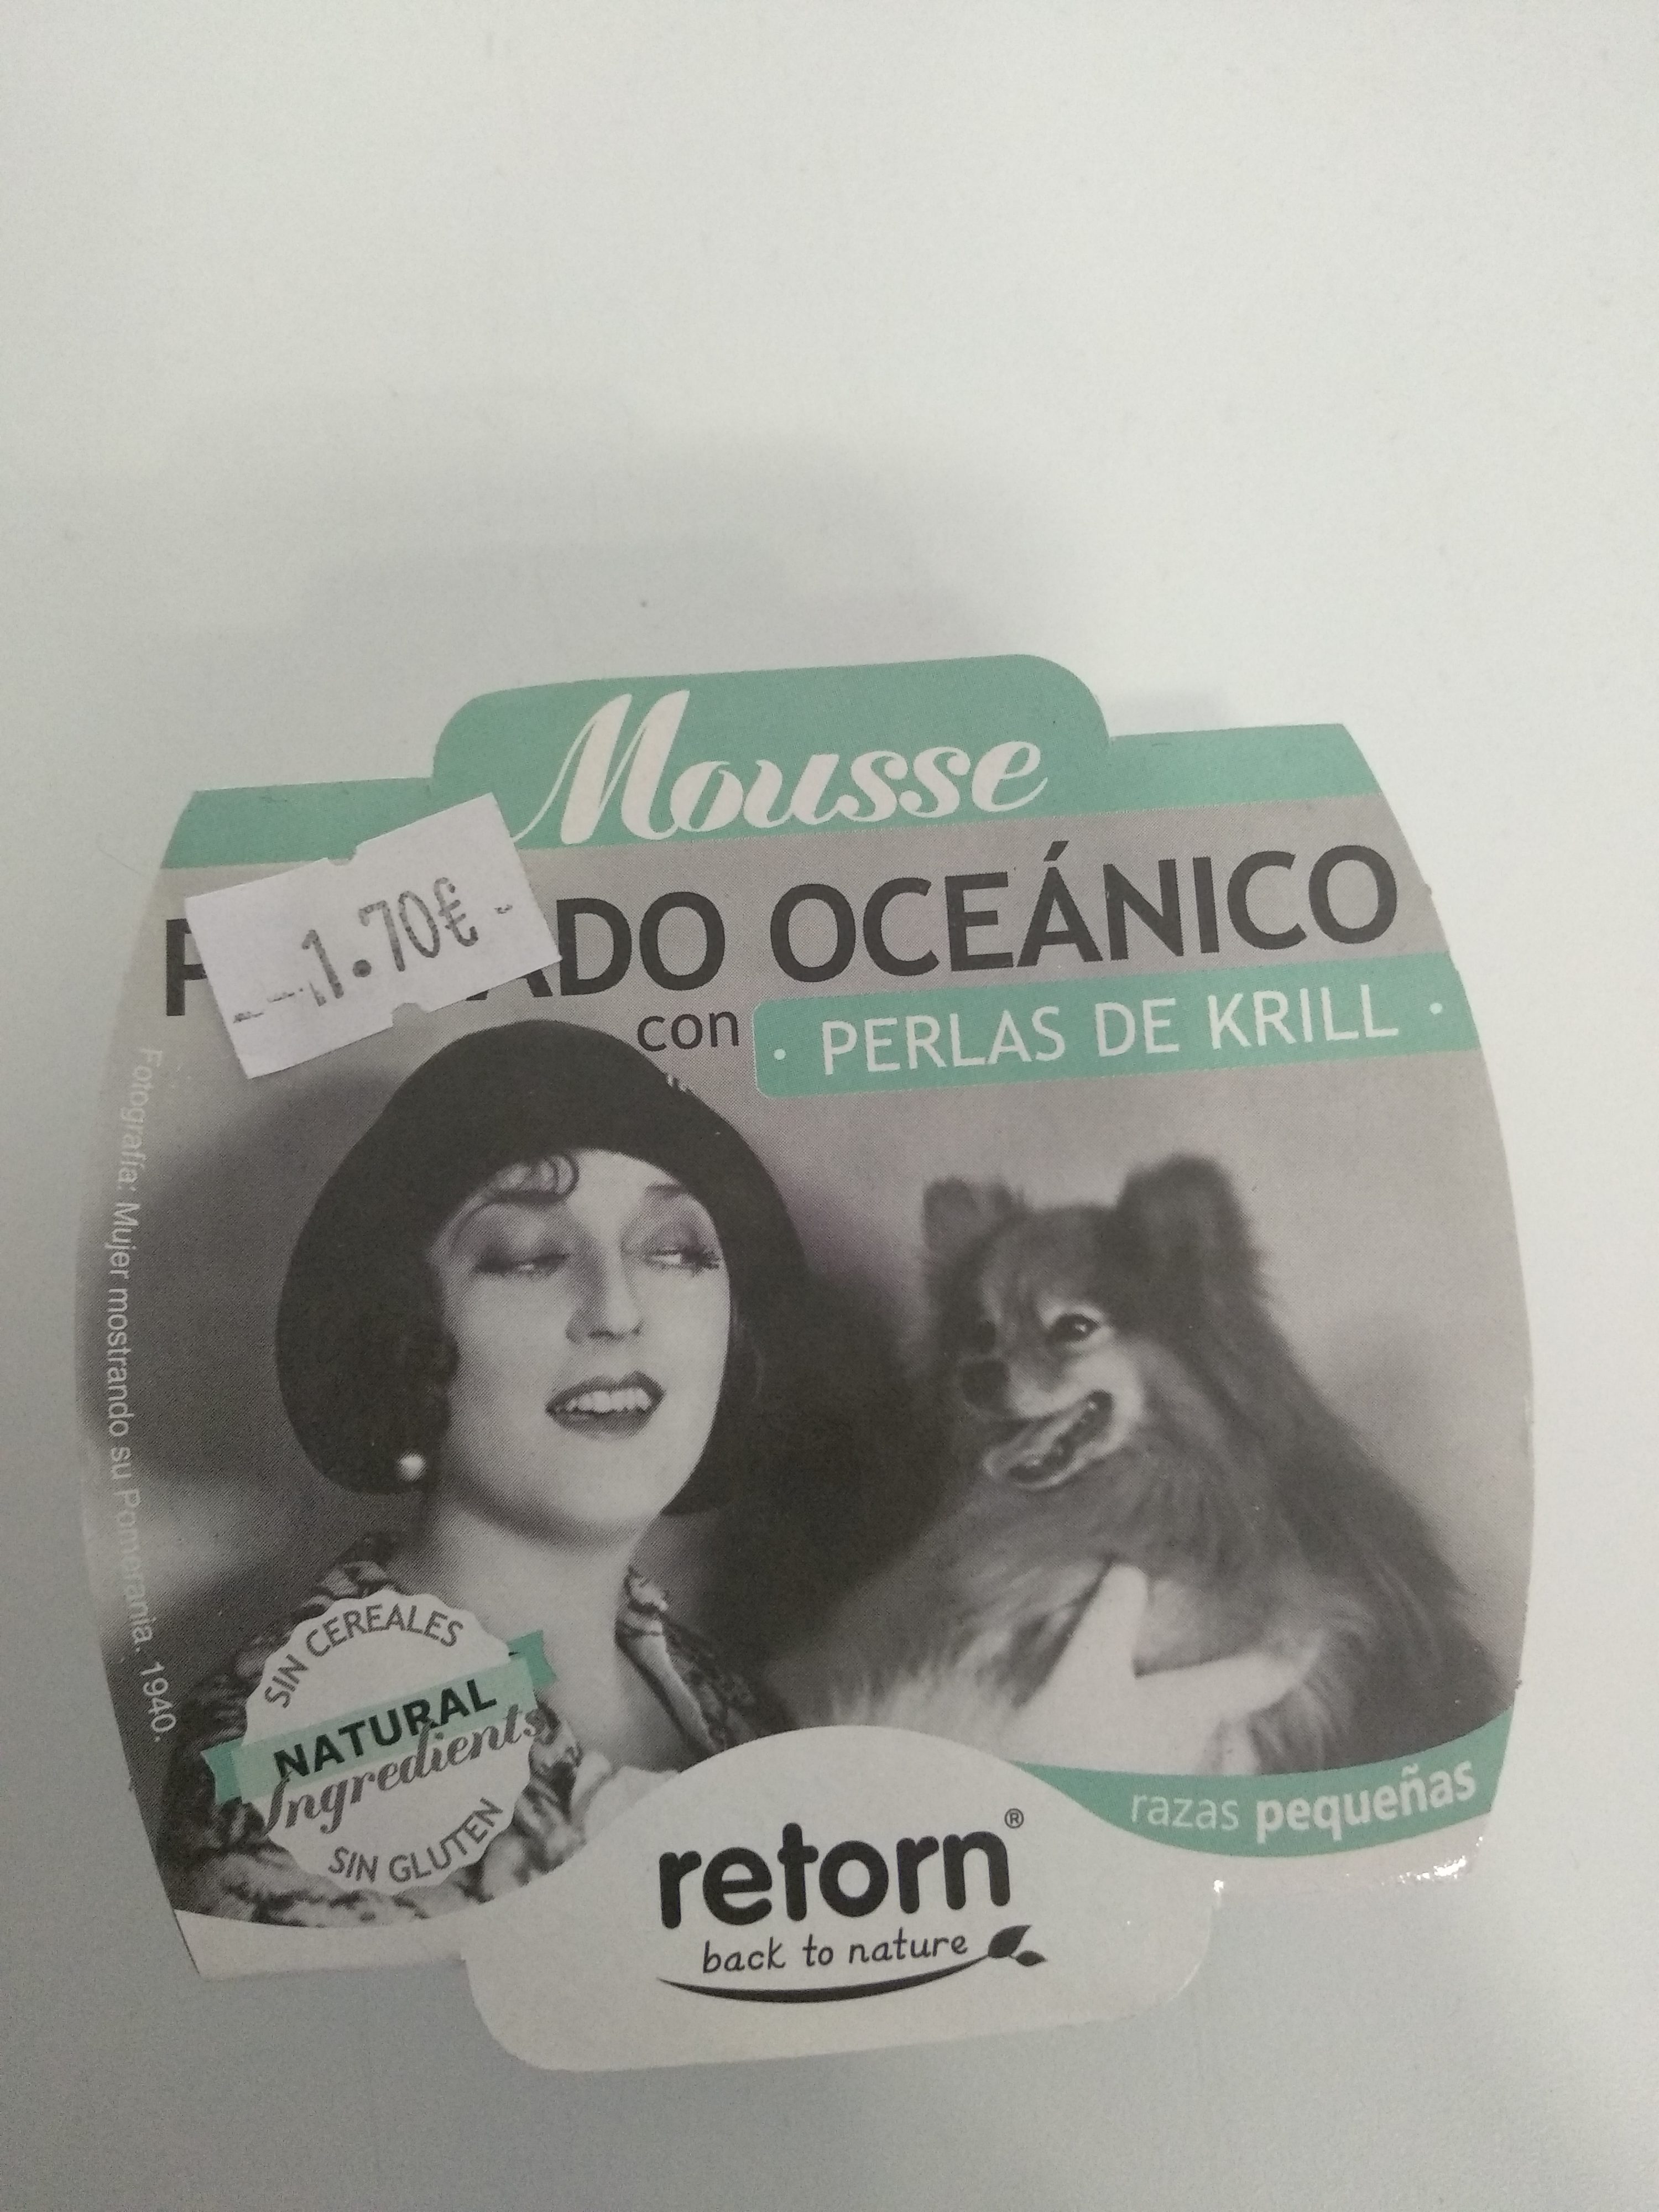 Mousse
1.70€
ADO OCEÁNICO
con · PERLAS DE KRILL ·
Fotografía: Mujer mostrando su Pomerania. 1940.
SIN CEREALES
NATURAL
Ingredients
SIN GLUTEN
razas pequeñas
retorn®
back to nature